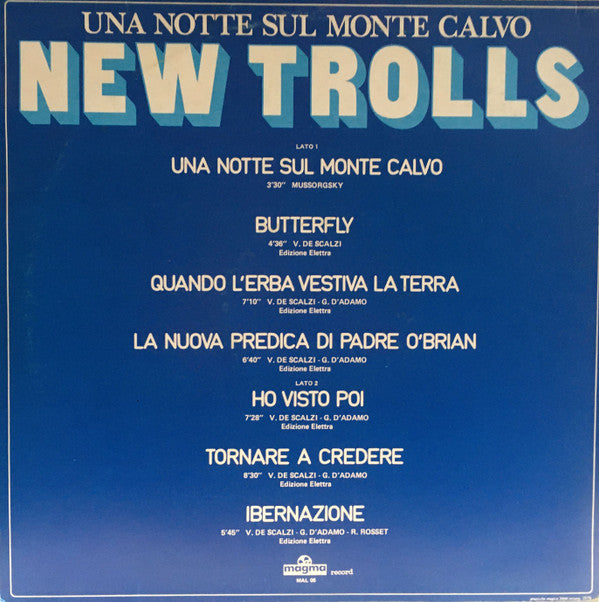 UNA NOTTE SUL MONTE CALVO
NEW TROLLS
LATO 1
UNA NOTTE SUL MONTE CALVO
3'30" MUSSORGSKY
BUTTERFLY
4'36" V. DE SCALZI
Edizione Elettra
QUANDO L'ERBA VESTIVA LA TERRA
7'10" V. DE SCALZI - G. D'ADAMO
Edizione Elettra
LA NUOVA PREDICA DI PADRE O'BRIAN
6'40" V. DE SCALZI - G. D'ADAMO
Edizione Elettra
LATO 2
HO VISTO POI
7'28" V. DE SCALZI - G. D'ADAMO
Edizione Elettra
TORNARE A CREDERE
6'30" V. DE SCALZI - G. D'ADAMO
Edizione Elettra
IBERNAZIONE
5'45" V. DE SCALZI - G. D'ADAMO - R. ROSSET
Edizione Elettra
magma record